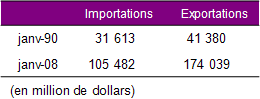 Importations Exportations
janv-90 31 613 41 380
janv-08 105 482 174 039
(en million de dollars)